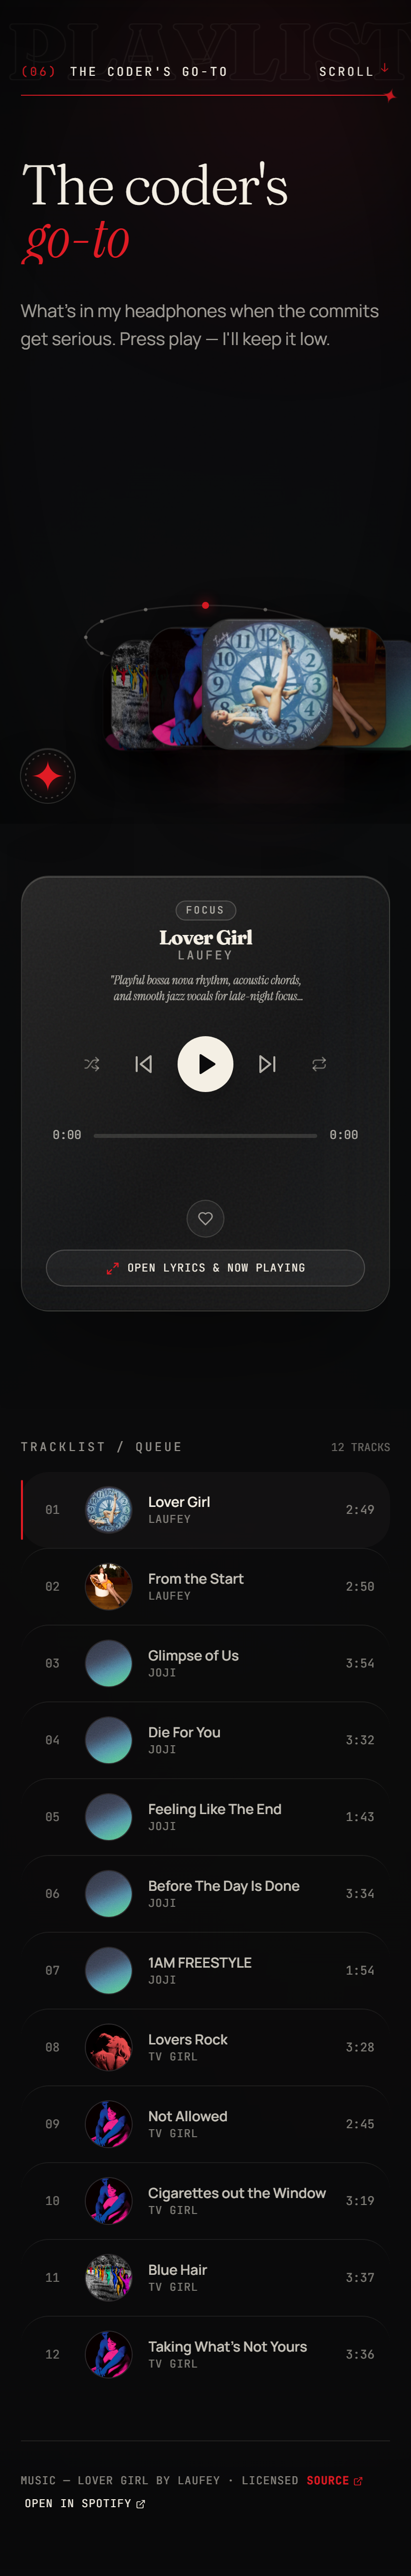 PLAYLIST
(06) THE CODER'S GO-TO SCROLL ↓
The coder's
go-to
What's in my headphones when the commits
get serious. Press play — I'll keep it low.
FOCUS
Lover Girl
LAUFEY
"Playful bossa nova rhythm, acoustic chords,
and smooth jazz vocals for late-night focus...
0:00 0:00
OPEN LYRICS & NOW PLAYING
TRACKLIST / QUEUE 12 TRACKS
01 Lover Girl 2:49
LAUFEY
02 From the Start 2:50
LAUFEY
03 Glimpse of Us 3:54
JOJI
04 Die For You 3:32
JOJI
05 Feeling Like The End 1:43
JOJI
06 Before The Day Is Done 3:34
JOJI
07 1AM FREESTYLE 1:54
JOJI
08 Lovers Rock 3:28
TV GIRL
09 Not Allowed 2:45
TV GIRL
10 Cigarettes out the Window 3:19
TV GIRL
11 Blue Hair 3:37
TV GIRL
12 Taking What's Not Yours 3:36
TV GIRL
MUSIC — LOVER GIRL BY LAUFEY · LICENSED SOURCE
OPEN IN SPOTIFY